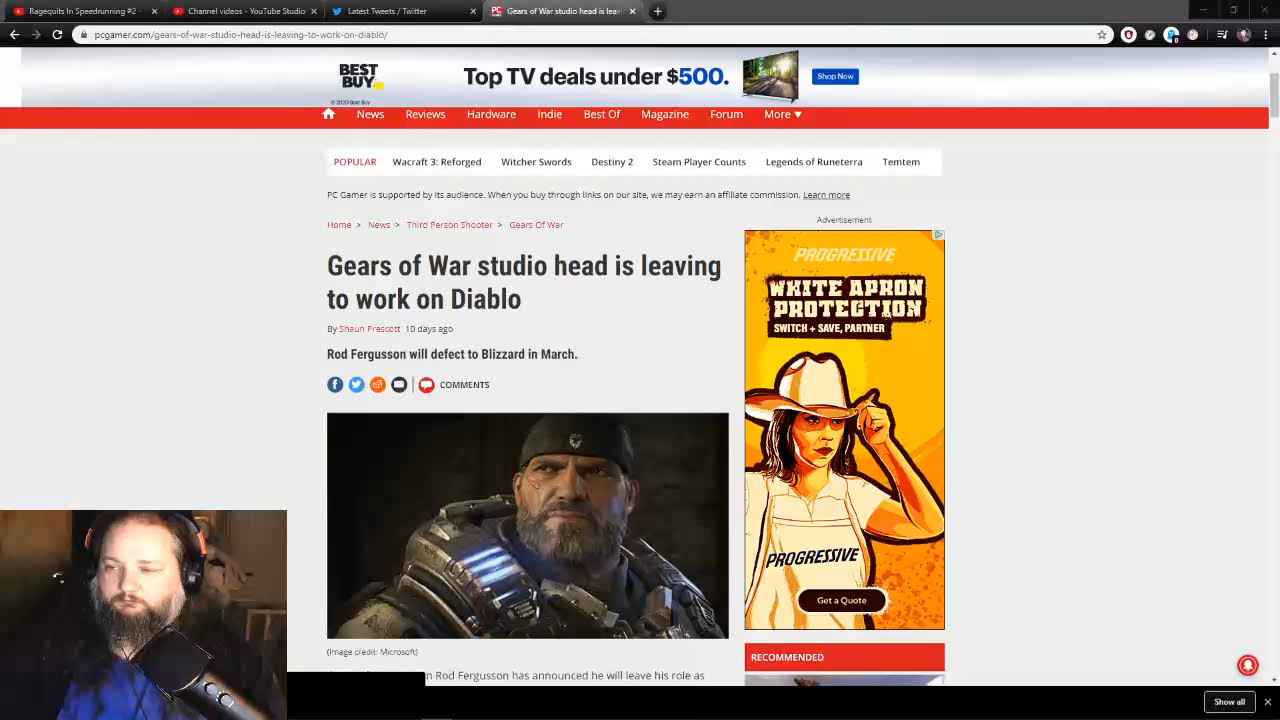 Ragequits In Speedrunning #2 -
Channel videos - YouTube Studio
Latest Tweets / Twitter
PC Gears of War studio head is leavi
pcgamer.com/gears-of-war-studio-head-is-leaving-to-work-on-diablo/
BEST BUY
© 2020 Best Buy
Top TV deals under $500.
Shop Now
News Reviews Hardware Indie Best Of Magazine Forum More ▼
POPULAR Wacraft 3: Reforged Witcher Swords Destiny 2 Steam Player Counts Legends of Runeterra Temtem
PC Gamer is supported by its audience. When you buy through links on our site, we may earn an affiliate commission. Learn more
Home > News > Third Person Shooter > Gears Of War
Gears of War studio head is leaving
to work on Diablo
By Shaun Prescott 10 days ago
Rod Fergusson will defect to Blizzard in March.
COMMENTS
(Image credit: Microsoft)
n Rod Fergusson has announced he will leave his role as
Advertisement
PROGRESSIVE
WHITE APRON
PROTECTION
SWITCH + SAVE, PARTNER
PROGRESSIVE
Get a Quote
RECOMMENDED
Show all